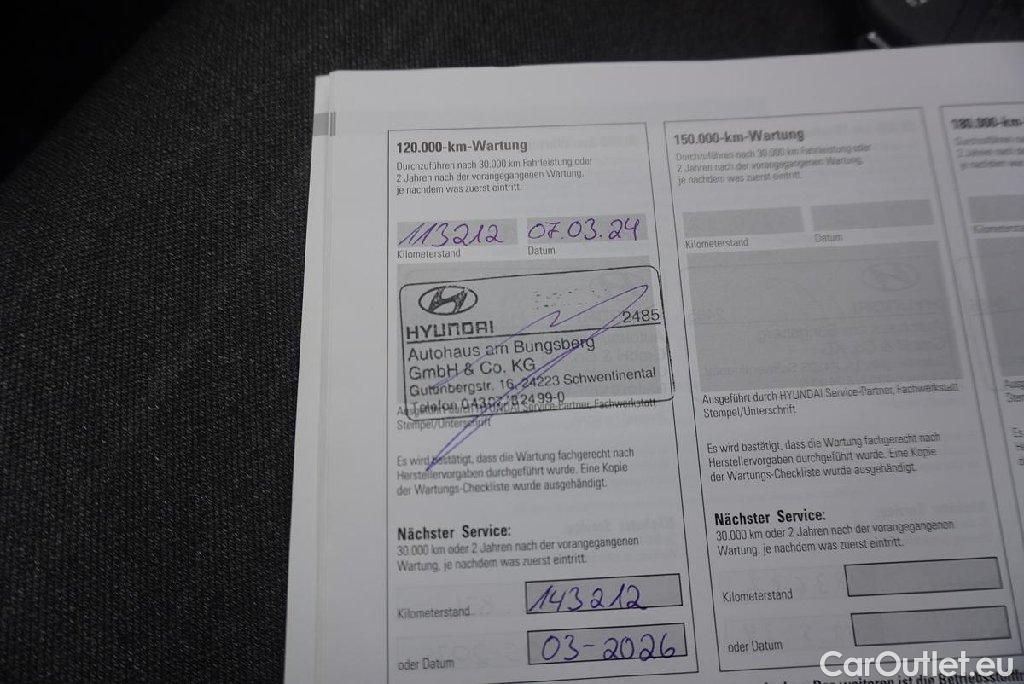 120.000-km-Wartung
Durchzuführen nach 30.000 km Fahrleistung oder
2 Jahren nach der vorangegangenen Wartung,
je nachdem was zuerst eintritt.
113212 07.03.24
Kilometerstand Datum
HYUNDAI 2485
Autohaus am Bungsberg
GmbH & Co. KG
Gutenbergstr. 16, 24223 Schwentinental
Telefon
Ausgeführt durch HYUNDAI Service-Partner, Fachwerkstatt
Stempel/Unterschrift
Es wird bestätigt, dass die Wartung fachgerecht nach
Herstellervorgaben durchgeführt wurde. Eine Kopie
der Wartungs-Checkliste wurde ausgehändigt.
Nächster Service:
30.000 km oder 2 Jahren nach der vorangegangenen
Wartung, je nachdem was zuerst eintritt.
Kilometerstand 143212
oder Datum 03-2026
150.000-km-Wartung
Durchzuführen nach 30.000 km Fahrleistung oder
2 Jahren nach der vorangegangenen Wartung,
je nachdem was zuerst eintritt.
Kilometerstand Datum
Ausgeführt durch HYUNDAI Service-Partner, Fachwerkstatt
Stempel/Unterschrift
Es wird bestätigt, dass die Wartung fachgerecht nach
Herstellervorgaben durchgeführt wurde. Eine Kopie
der Wartungs-Checkliste wurde ausgehändigt.
Nächster Service:
30.000 km oder 2 Jahren nach der vorangegangenen
Wartung, je nachdem was zuerst eintritt.
Kilometerstand
oder Datum
180.000-km-
CarOutlet.eu